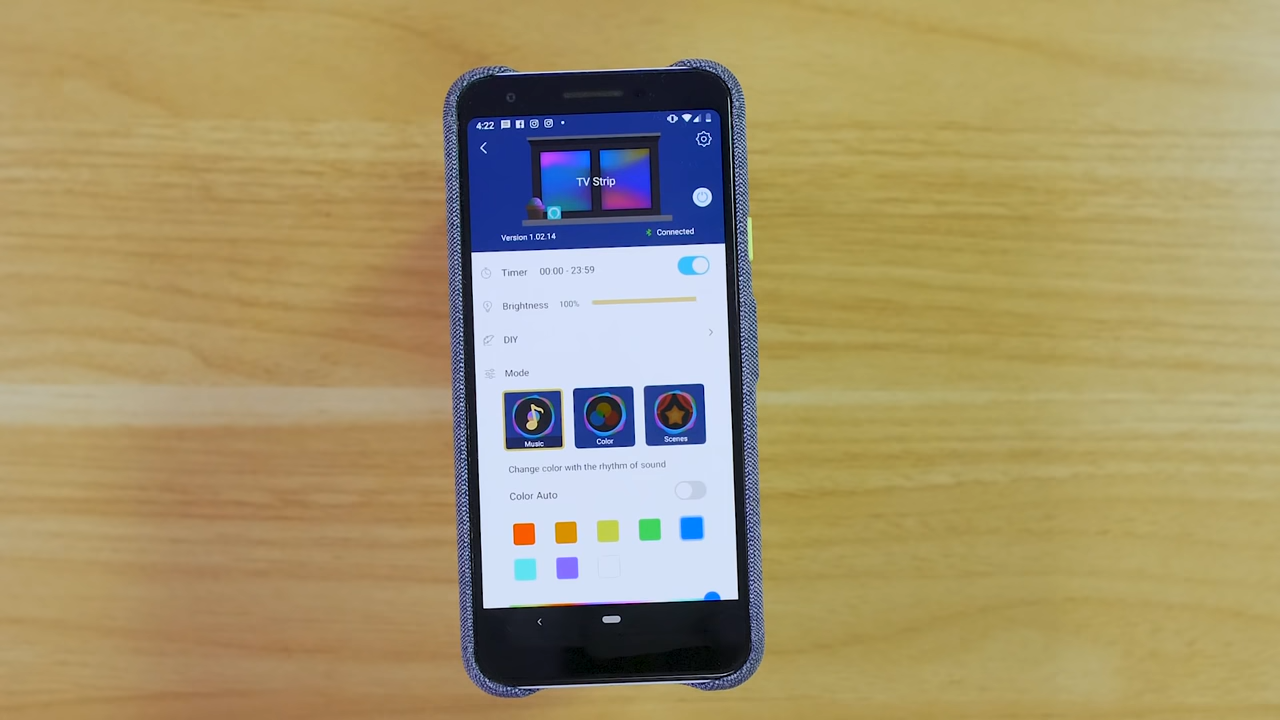 4:22
TV Strip
Version 1.02.14 Connected
Timer 00:00 - 23:59
Brightness 100%
DIY
Mode
Music Color Scenes
Change color with the rhythm of sound
Color Auto